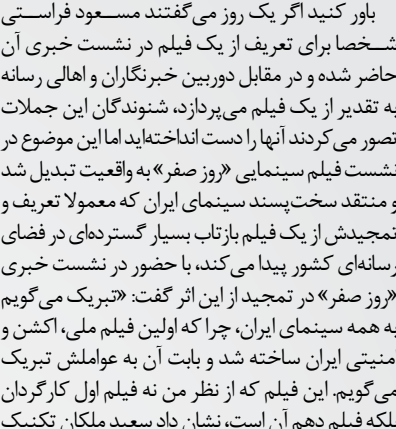 باور کنید اگر یک روز می‌گفتند مسعود فراستی
شخصا برای تعریف از یک فیلم در نشست خبری آن
حاضر شده و در مقابل دوربین خبرنگاران و اهالی رسانه
به تقدیر از یک فیلم می‌پردازد، شنوندگان این جملات
تصور می‌کردند آنها را دست انداخته‌اید اما این موضوع در
نشست فیلم سینمایی «روز صفر» به واقعیت تبدیل شد
و منتقد سخت‌پسند سینمای ایران که معمولا تعریف و
تمجیدش از یک فیلم بازتاب بسیار گسترده‌ای در فضای
رسانه‌ای کشور پیدا می‌کند، با حضور در نشست خبری
«روز صفر» در تمجید از این اثر گفت: «تبریک می‌گویم
به همه سینمای ایران، چرا که اولین فیلم ملی، اکشن و
امنیتی ایران ساخته شد و بابت آن به عواملش تبریک
می‌گویم. این فیلم که از نظر من نه فیلم اول کارگردان
بلکه فیلم دهم آن است، نشان داد سعید ملکان تکنیک